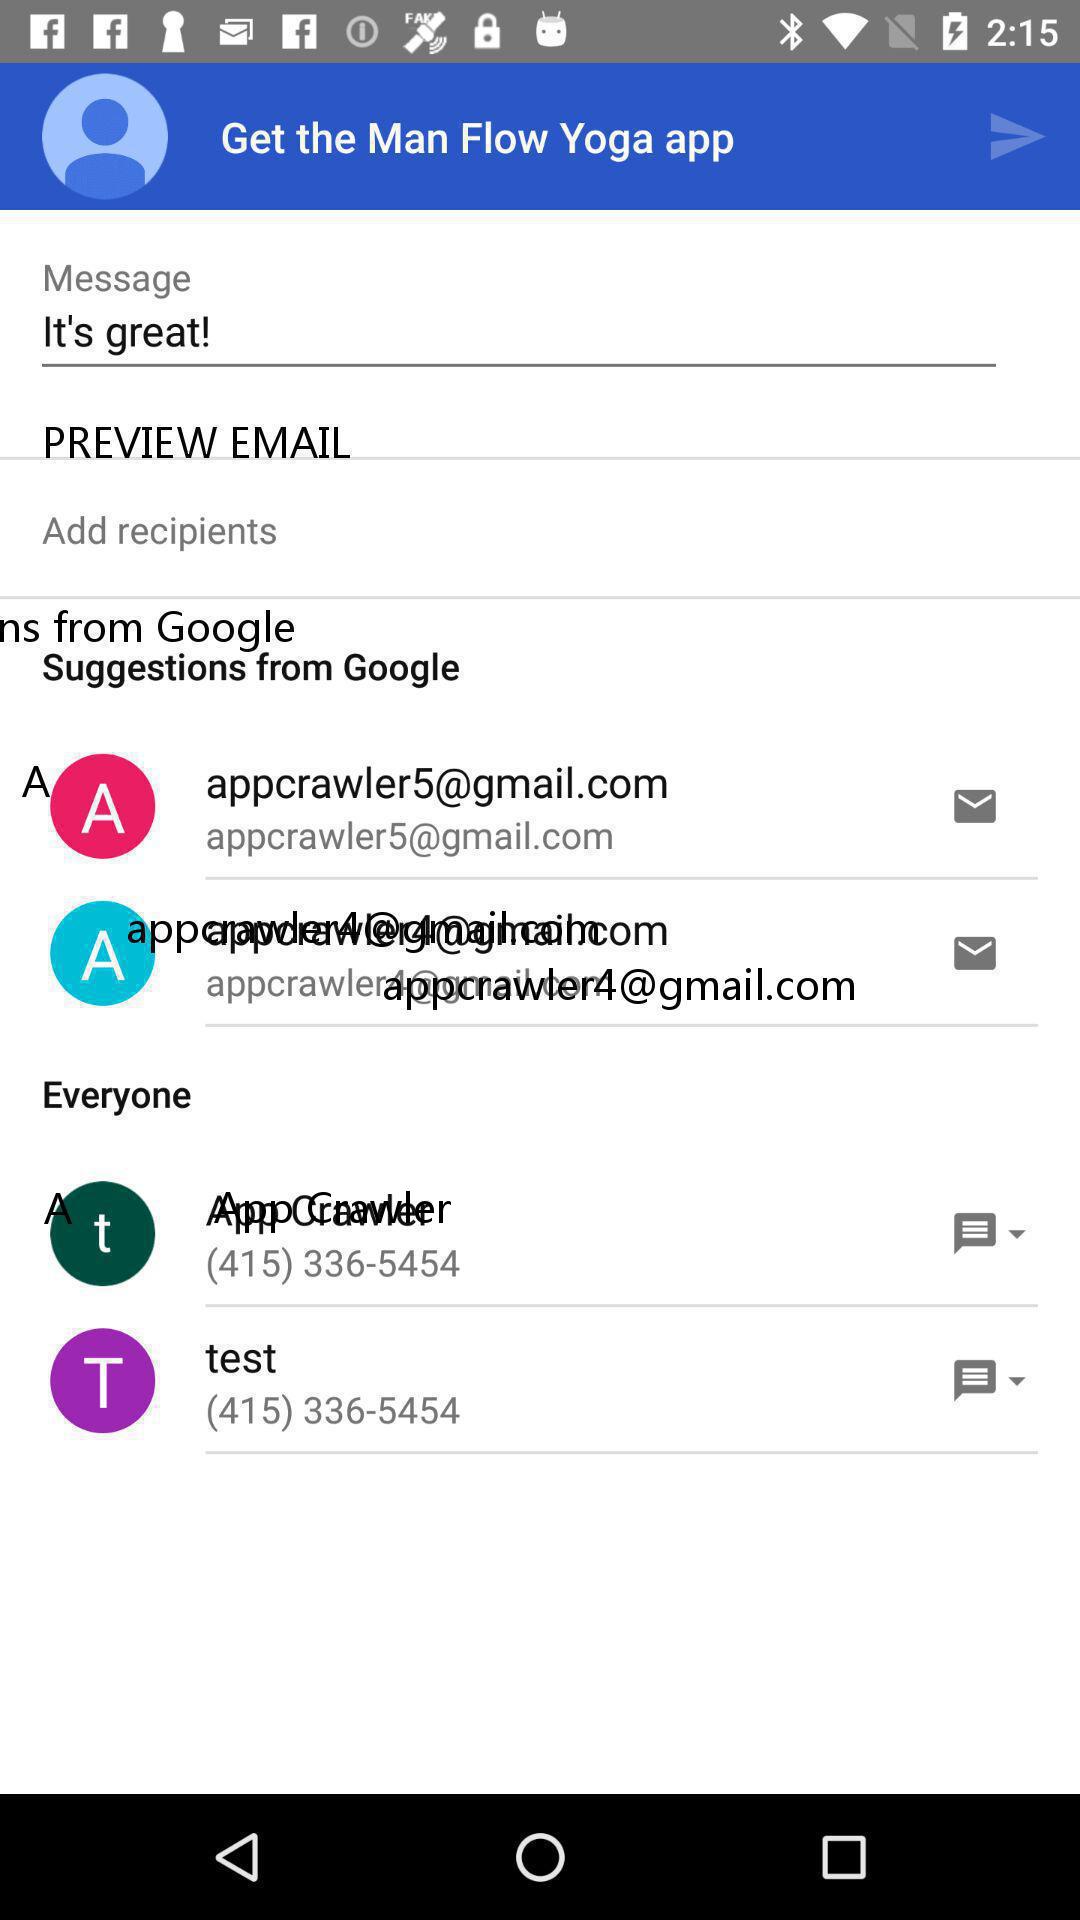 FAKE
2:15
Get the Man Flow Yoga app
Message
It's great!
PREVIEW EMAIL
Add recipients
ns from Google
Suggestions from Google
A
A
appcrawler5@gmail.com
appcrawler5@gmail.com
A
appcrawler4@gmail.com
appcrawler4@gmail.com
appcrawler4@gmail.com
appcrawler4@gmail.com
Everyone
A
t
App Crawler
App Crawler
(415) 336-5454
T
test
(415) 336-5454